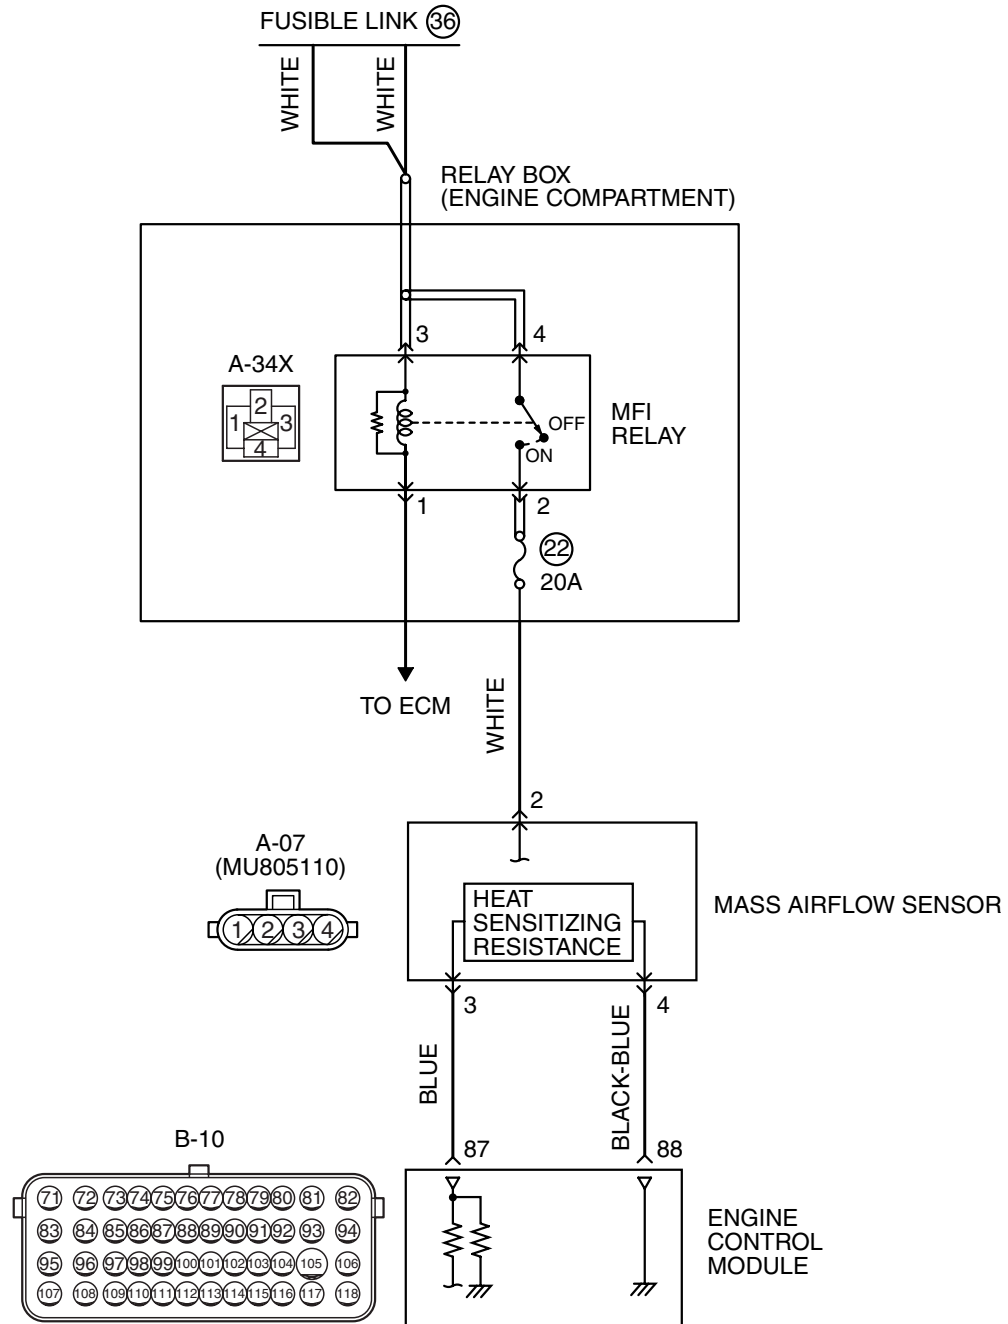 FUSIBLE LINK 36
WHITE
WHITE
RELAY BOX
(ENGINE COMPARTMENT)
3
4
A-34X
2
1
3
4
OFF
ON
MFI
RELAY
1
2
22
20A
TO ECM
WHITE
2
A-07
(MU805110)
1 2 3 4
HEAT
SENSITIZING
RESISTANCE
MASS AIRFLOW SENSOR
3
4
BLUE
BLACK-BLUE
B-10
87
88
71 72 73 74 75 76 77 78 79 80 81 82
83 84 85 86 87 88 89 90 91 92 93 94
95 96 97 98 99 100 101 102 103 104 105 106
107 108 109 110 111 112 113 114 115 116 117 118
ENGINE
CONTROL
MODULE